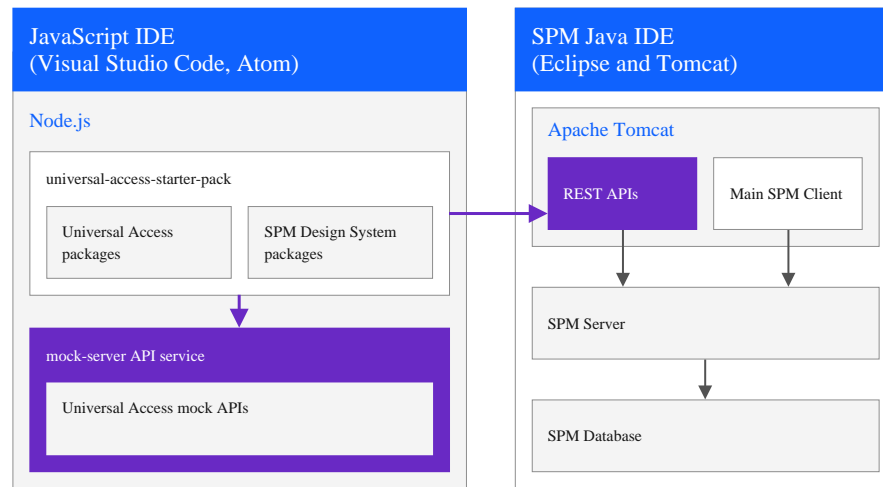 JavaScript IDE
(Visual Studio Code, Atom)
Node.js
universal-access-starter-pack
Universal Access
packages
SPM Design System
packages
mock-server API service
Universal Access mock APIs
SPM Java IDE
(Eclipse and Tomcat)
Apache Tomcat
REST APIs
Main SPM Client
SPM Server
SPM Database